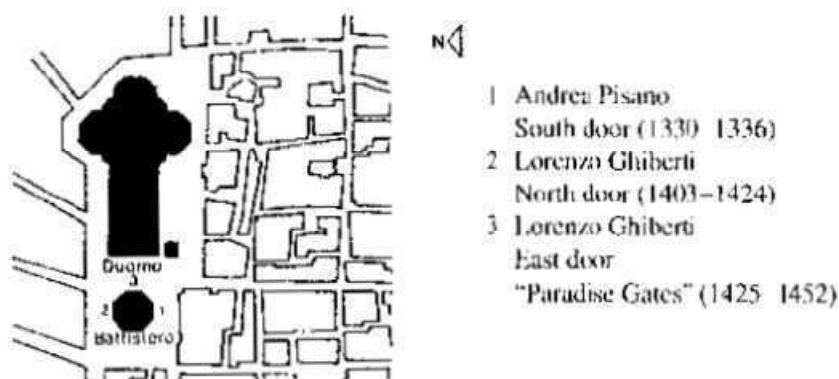 N
1 Andrea Pisano
South door (1330 1336)
2 Lorenzo Ghiberti
North door (1403–1424)
3 Lorenzo Ghiberti
East door
“Paradise Gates” (1425 1452)
Duomo
3
2 1
Battistero